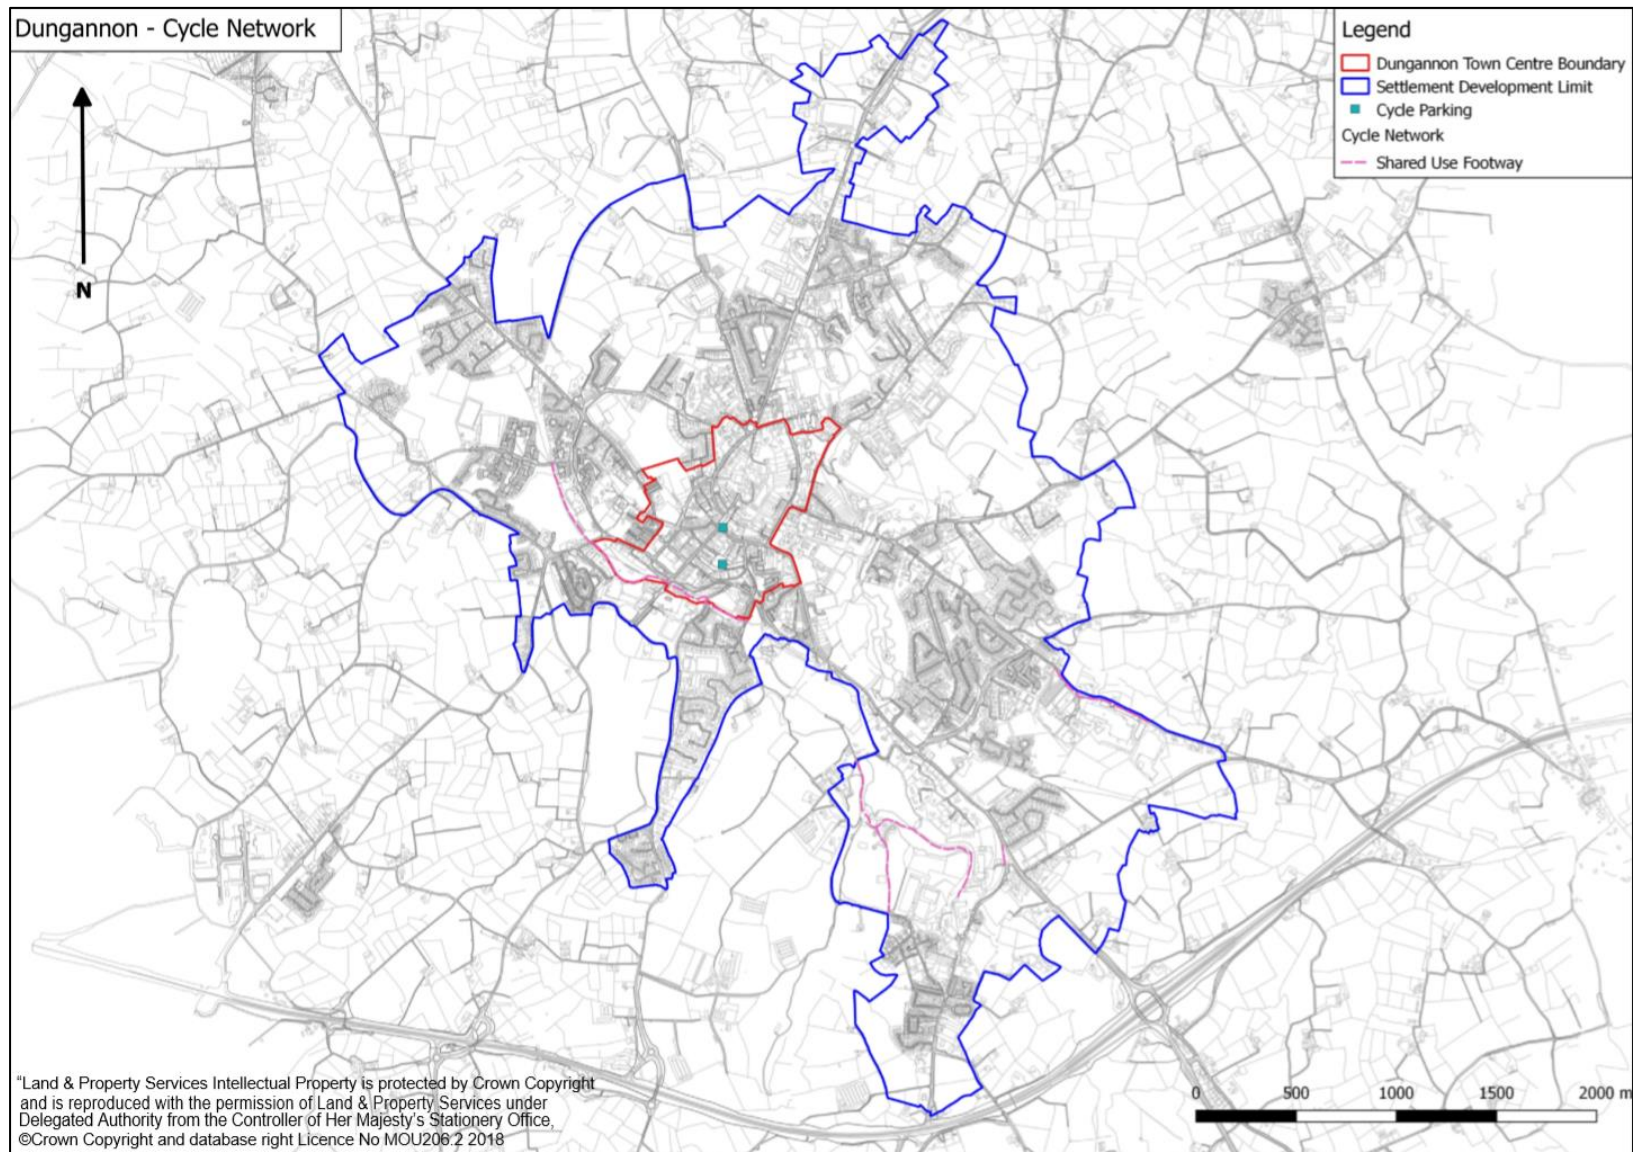 Dungannon - Cycle Network
Legend
Dungannon Town Centre Boundary
Settlement Development Limit
Cycle Parking
Cycle Network
Shared Use Footway
N
"Land & Property Services Intellectual Property is protected by Crown Copyright
and is reproduced with the permission of Land & Property Services under
Delegated Authority from the Controller of Her Majesty's Stationery Office,
©Crown Copyright and database right Licence No MOU206.2 2018
0 500 1000 1500 2000 m